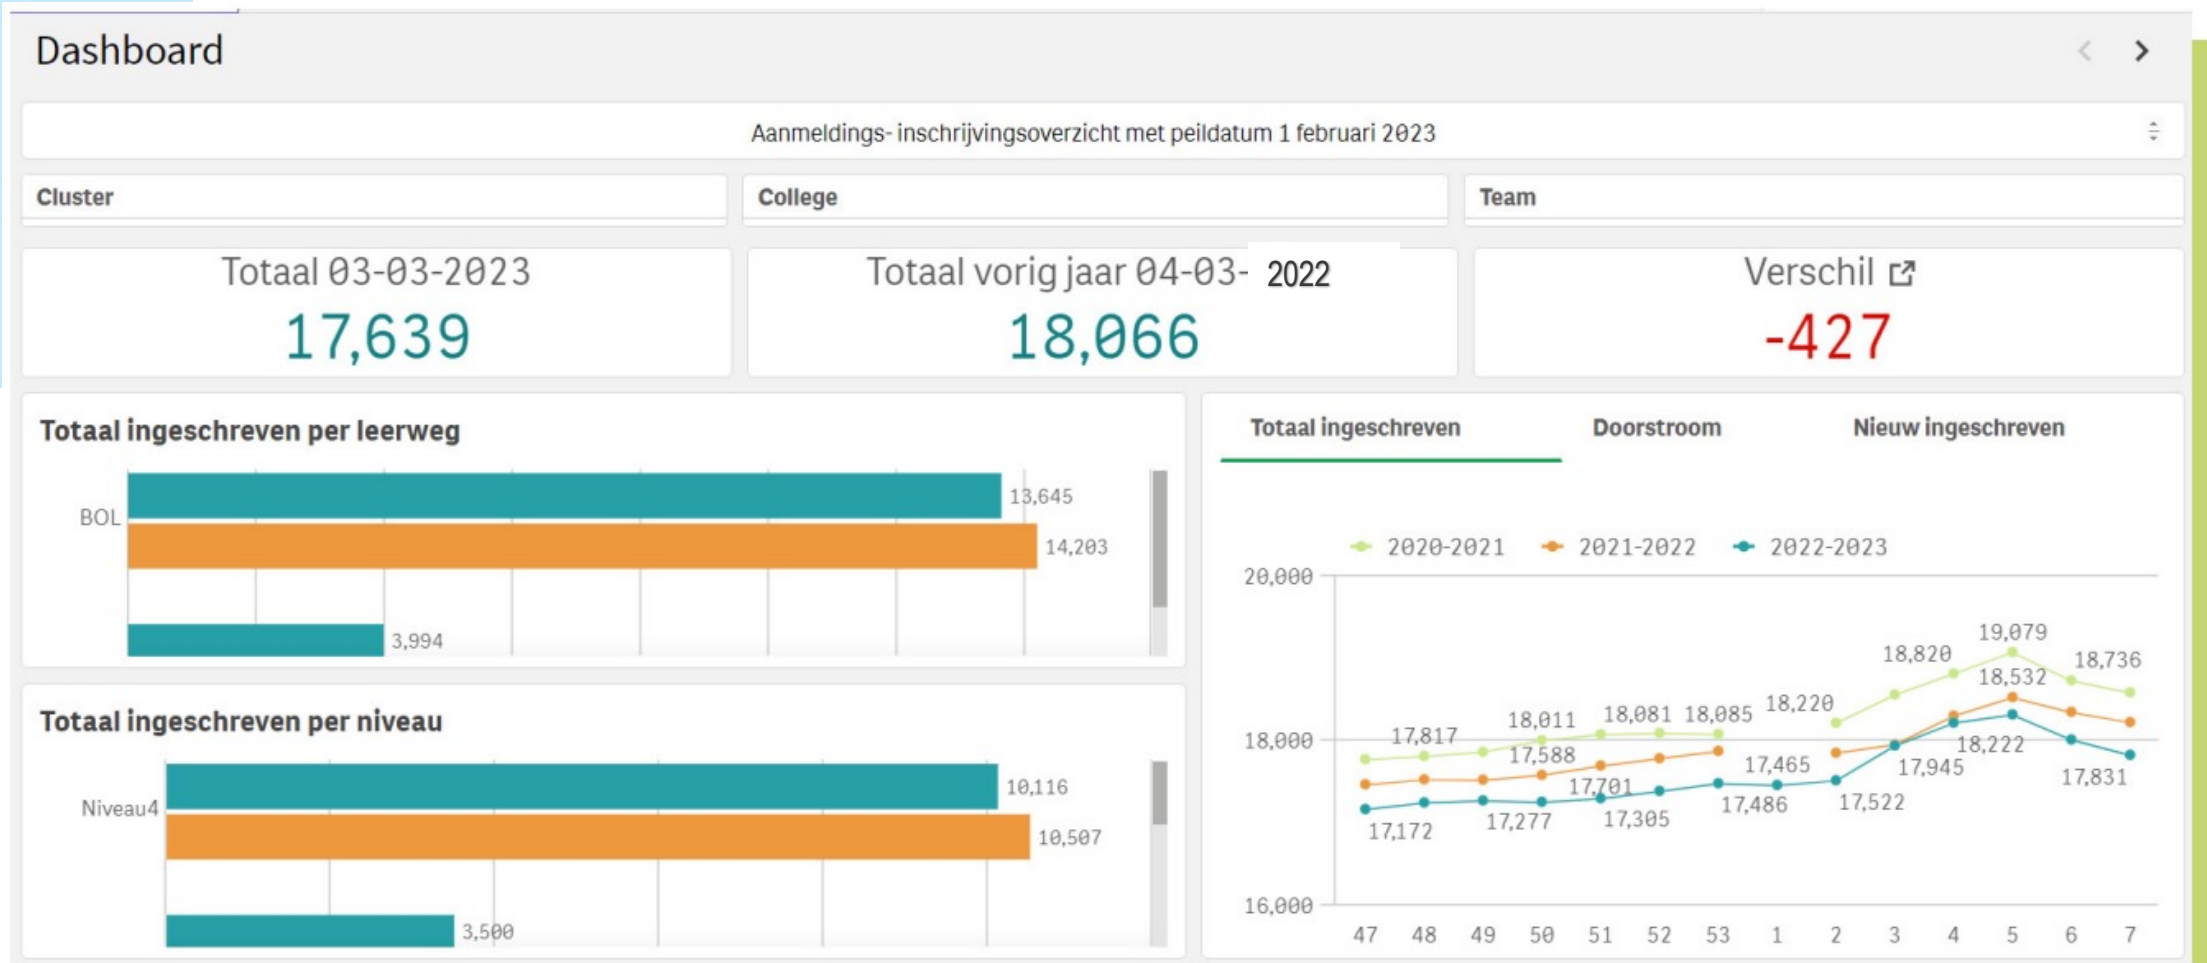 Dashboard
Aanmeldings- inschrijvingsoverzicht met peildatum 1 februari 2023
Cluster
College
Team
Totaal 03-03-2023
17,639
Totaal vorig jaar 04-03- 2022
18,066
Verschil
-427
Totaal ingeschreven per leerweg
BOL
13,645
14,203
3,994
Totaal ingeschreven per niveau
Niveau4
10,116
10,507
3,500
Totaal ingeschreven Doorstroom Nieuw ingeschreven
2020-2021 2021-2022 2022-2023
20,000
18,000
16,000
17,817
18,011
18,081
18,085
18,220
18,820
19,079
18,736
17,588
17,701
18,532
17,172
17,277
17,305
17,486
17,465
17,522
17,945
18,222
17,831
47 48 49 50 51 52 53 1 2 3 4 5 6 7